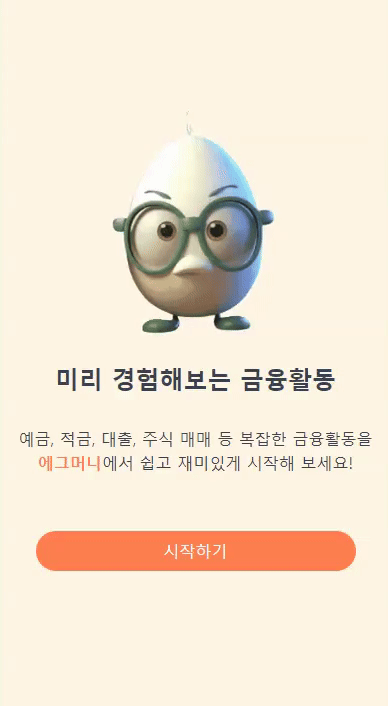 미리 경험해보는 금융활동
예금, 적금, 대출, 주식 매매 등 복잡한 금융활동을
에그머니에서 쉽고 재미있게 시작해 보세요!
시작하기